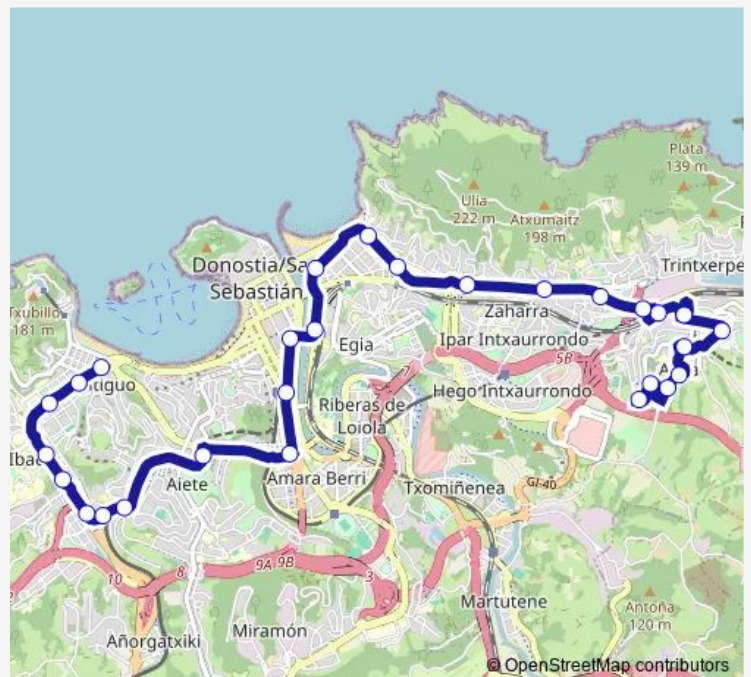 Plata
139 m
Ulia
222 m
Atxumaitz
198 m
Donostia/Sa
Sebastián
Trintxerpe
Txubillo
181 m
Zaharra
Egia
Ipar Intxaurrondo
5B
tiguo
Hego Intxaurrondo
Riberas de
Loiola
Iba
Aiete
Amara Berri
Txomiñenea
GI-40
9A 9B
10
8
3
Martutene
Antoña
120 m
Añorgatxiki
Miramón
© OpenStreetMap contributors